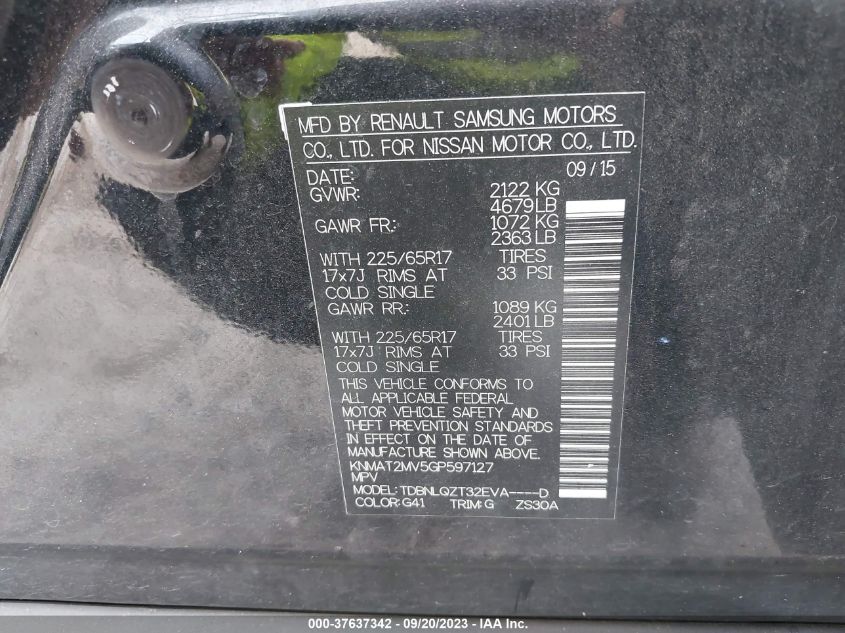 MFD BY RENAULT SAMSUNG MOTORS
CO., LTD. FOR NISSAN MOTOR CO., LTD.
DATE: 09/15
GVWR: 2122 KG
4679LB
GAWR FR.: 1072 KG
2363LB
WITH 225/65R17 TIRES
17x7J RIMS AT 33 PSI
COLD SINGLE
GAWR RR.: 1089 KG
2401LB
WITH 225/65R17 TIRES
17x7J RIMS AT 33 PSI
COLD SINGLE
THIS VEHICLE CONFORMS TO
ALL APPLICABLE FEDERAL
MOTOR VEHICLE SAFETY AND
THEFT PREVENTION STANDARDS
IN EFFECT ON THE DATE OF
MANUFACTURE SHOWN ABOVE.
KNMAT2MV5GP597127
MPV
MODEL: TDBNLQZT32EVA----D
COLOR:G41 TRIM:G ZS30A
000-37637342 - 09/20/2023 - IAA Inc.